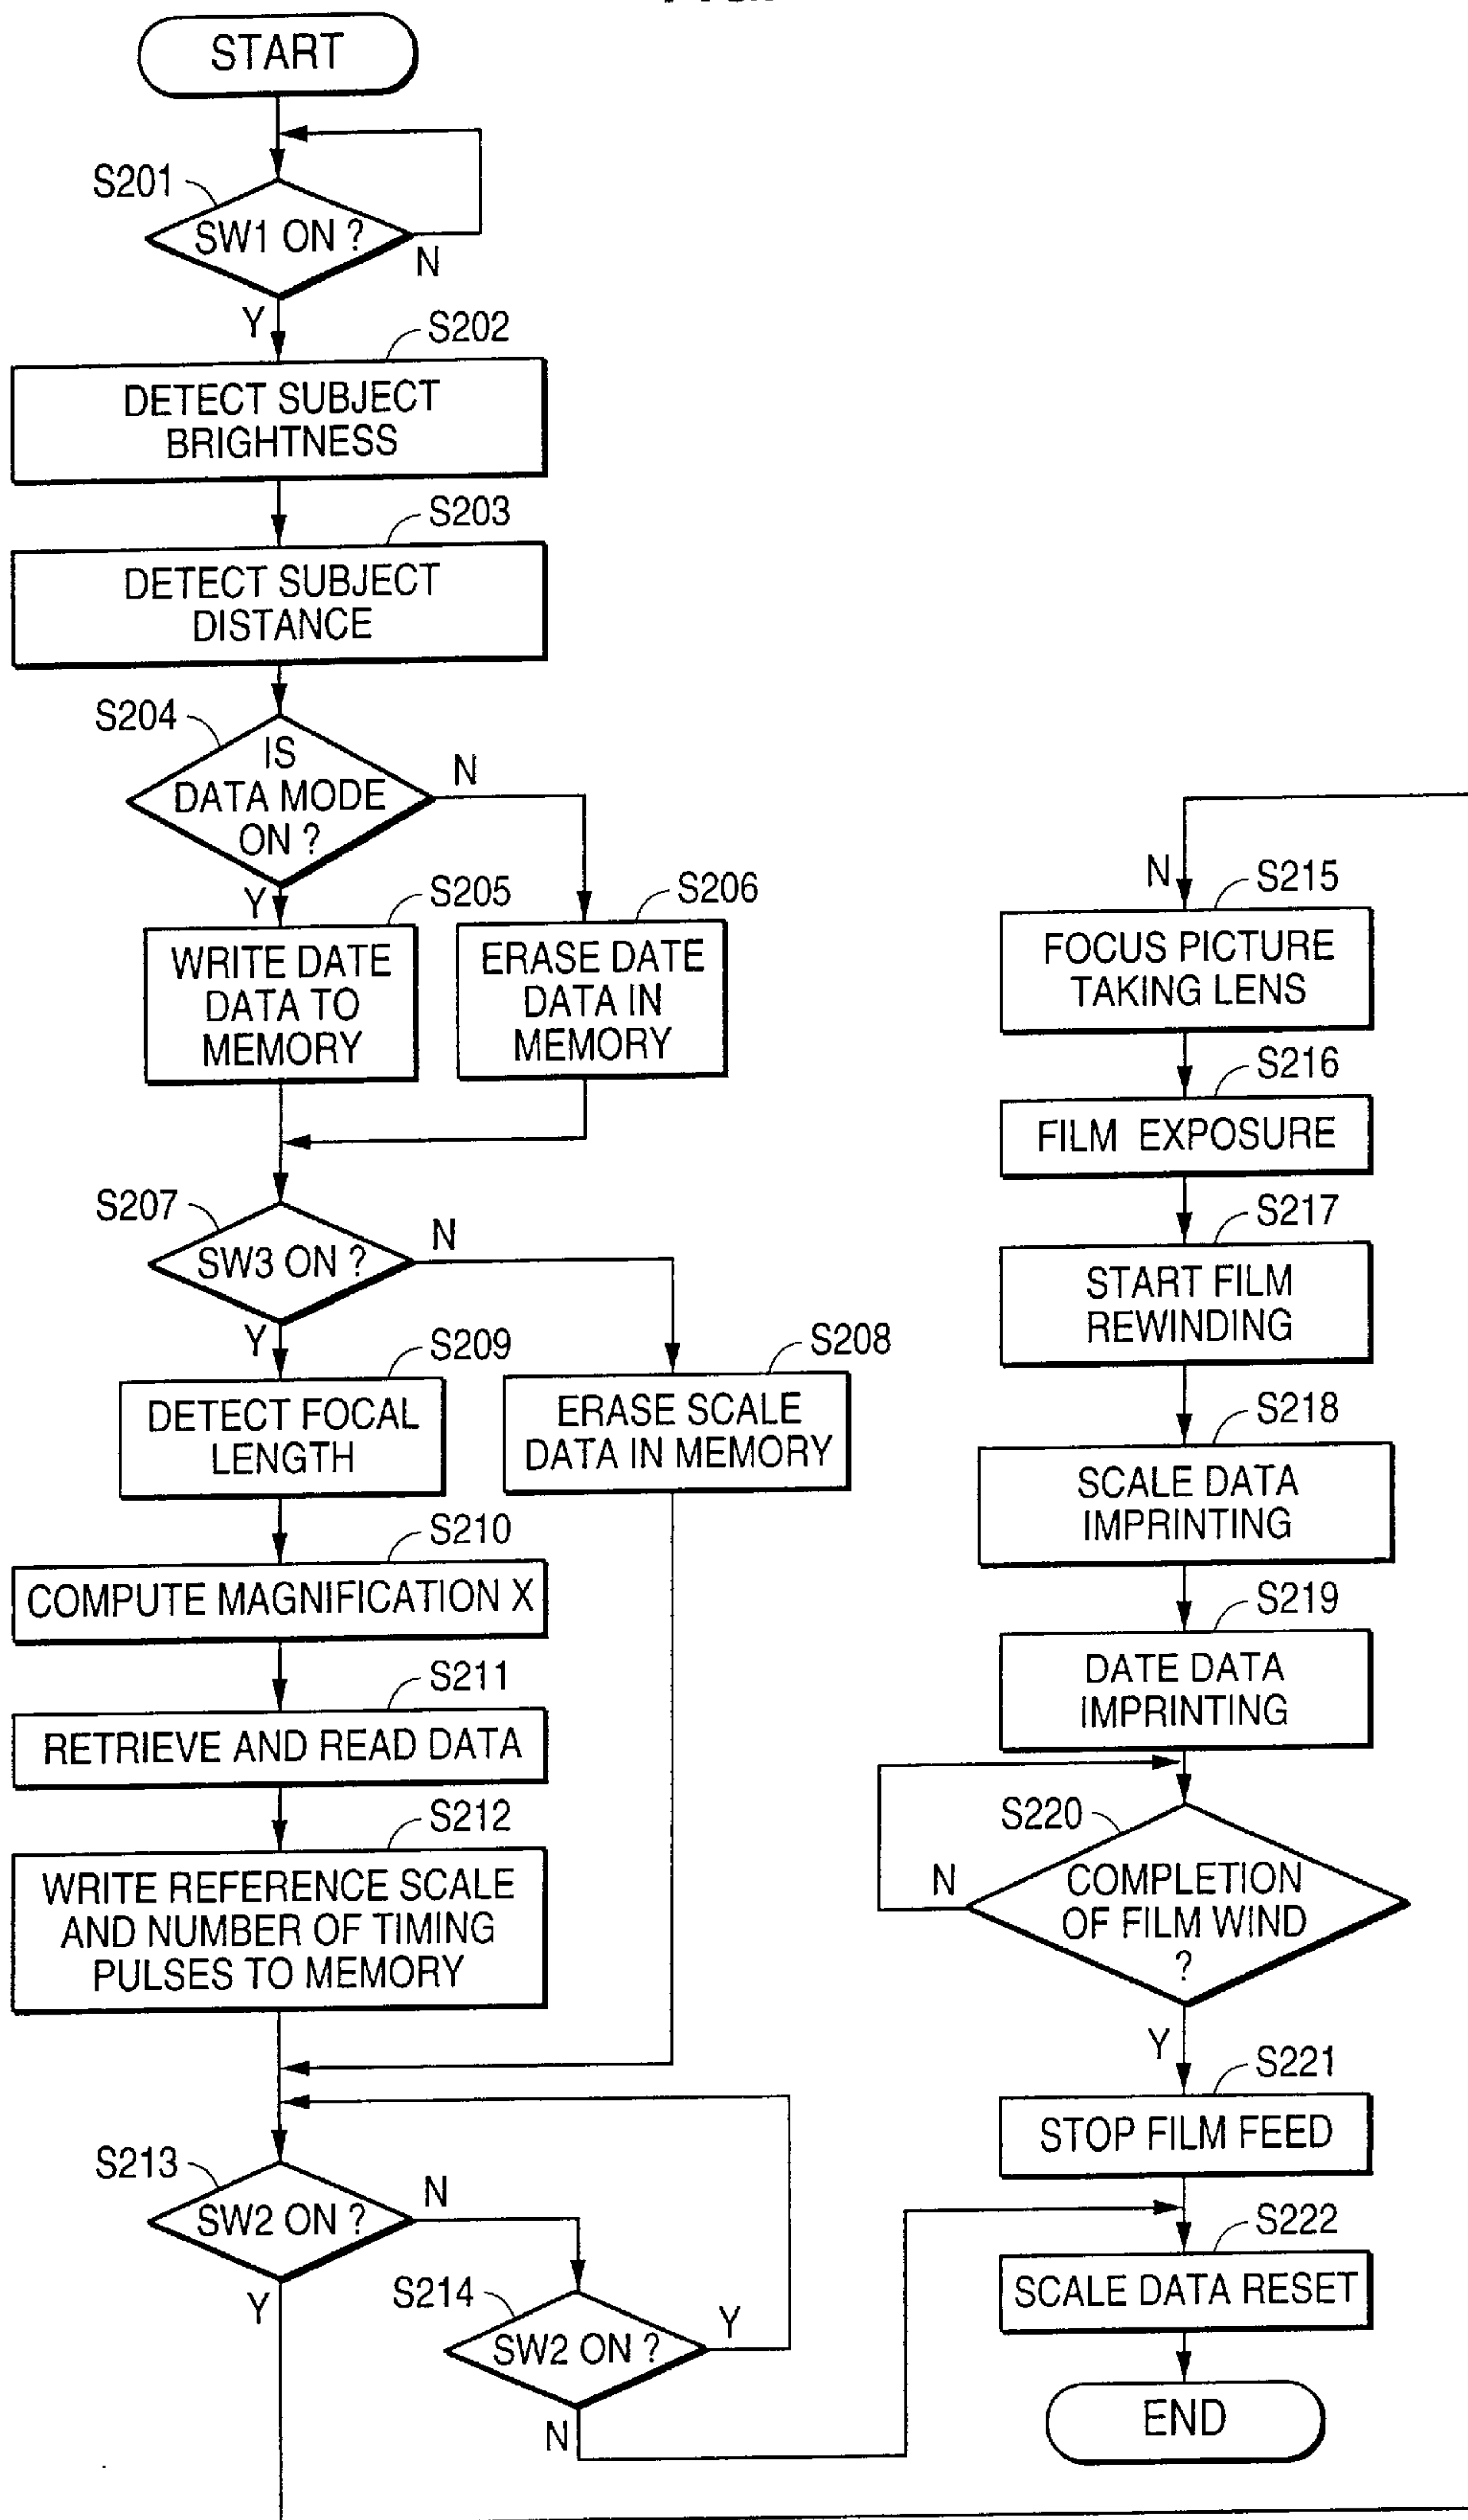 START
S201
SW1 ON ?
N
Y
S202
DETECT SUBJECT
BRIGHTNESS
S203
DETECT SUBJECT
DISTANCE
S204
IS
DATA MODE
ON ?
N
Y
S205
WRITE DATE
DATA TO
MEMORY
S206
ERASE DATE
DATA IN
MEMORY
S207
SW3 ON ?
N
Y
S209
DETECT FOCAL
LENGTH
S208
ERASE SCALE
DATA IN MEMORY
S210
COMPUTE MAGNIFICATION X
S211
RETRIEVE AND READ DATA
S212
WRITE REFERENCE SCALE
AND NUMBER OF TIMING
PULSES TO MEMORY
S213
SW2 ON ?
N
Y
S214
SW2 ON ?
Y
N
N
S215
FOCUS PICTURE
TAKING LENS
S216
FILM EXPOSURE
S217
START FILM
REWINDING
S218
SCALE DATA
IMPRINTING
S219
DATE DATA
IMPRINTING
S220
COMPLETION
OF FILM WIND
?
N
Y
S221
STOP FILM FEED
S222
SCALE DATA RESET
END